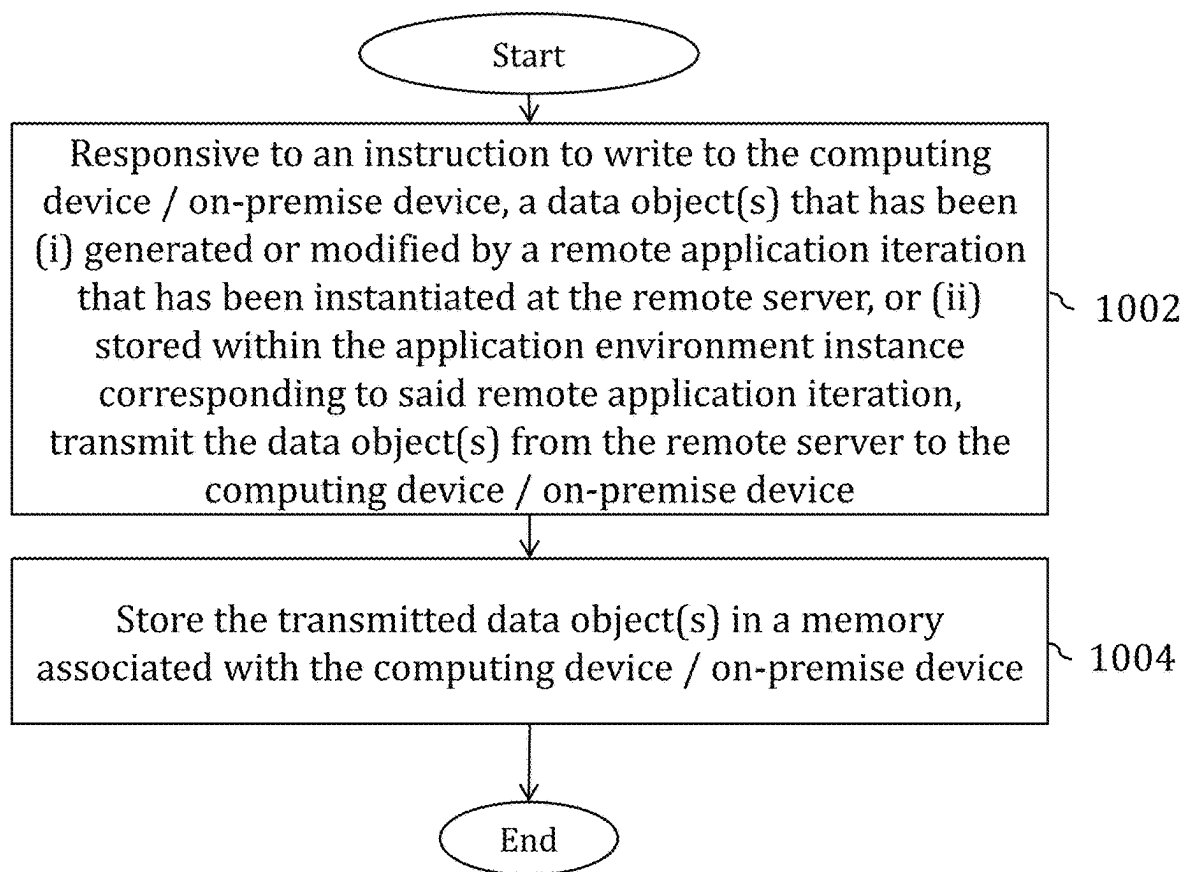 Start
Responsive to an instruction to write to the computing
device / on-premise device, a data object(s) that has been
(i) generated or modified by a remote application iteration
that has been instantiated at the remote server, or (ii)
stored within the application environment instance
corresponding to said remote application iteration,
transmit the data object(s) from the remote server to the
computing device / on-premise device
1002
Store the transmitted data object(s) in a memory
associated with the computing device / on-premise device
1004
End